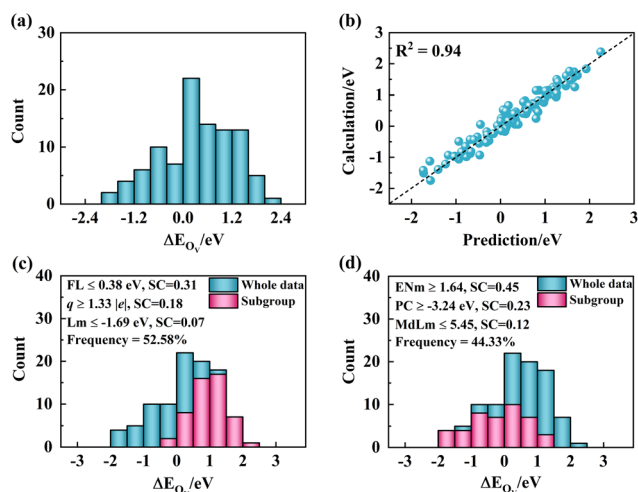 (a)
30
20
10
0
Count
-2.4 -1.2 0.0 1.2 2.4
ΔE_Ov/eV
(b)
R² = 0.94
3
2
1
0
-1
-2
Calculation/eV
-2 -1 0 1 2 3
Prediction/eV
(c)
40
30
20
10
0
Count
FL ≤ 0.38 eV, SC=0.31
q ≥ 1.33 |e|, SC=0.18
Lm ≤ -1.69 eV, SC=0.07
Frequency = 52.58%
Whole data
Subgroup
-3 -2 -1 0 1 2 3
ΔE_Ov/eV
(d)
40
30
20
10
0
Count
ENm ≥ 1.64, SC=0.45
PC ≥ -3.24 eV, SC=0.23
MdLm ≤ 5.45, SC=0.12
Frequency = 44.33%
Whole data
Subgroup
-3 -2 -1 0 1 2 3
ΔE_Ov/eV